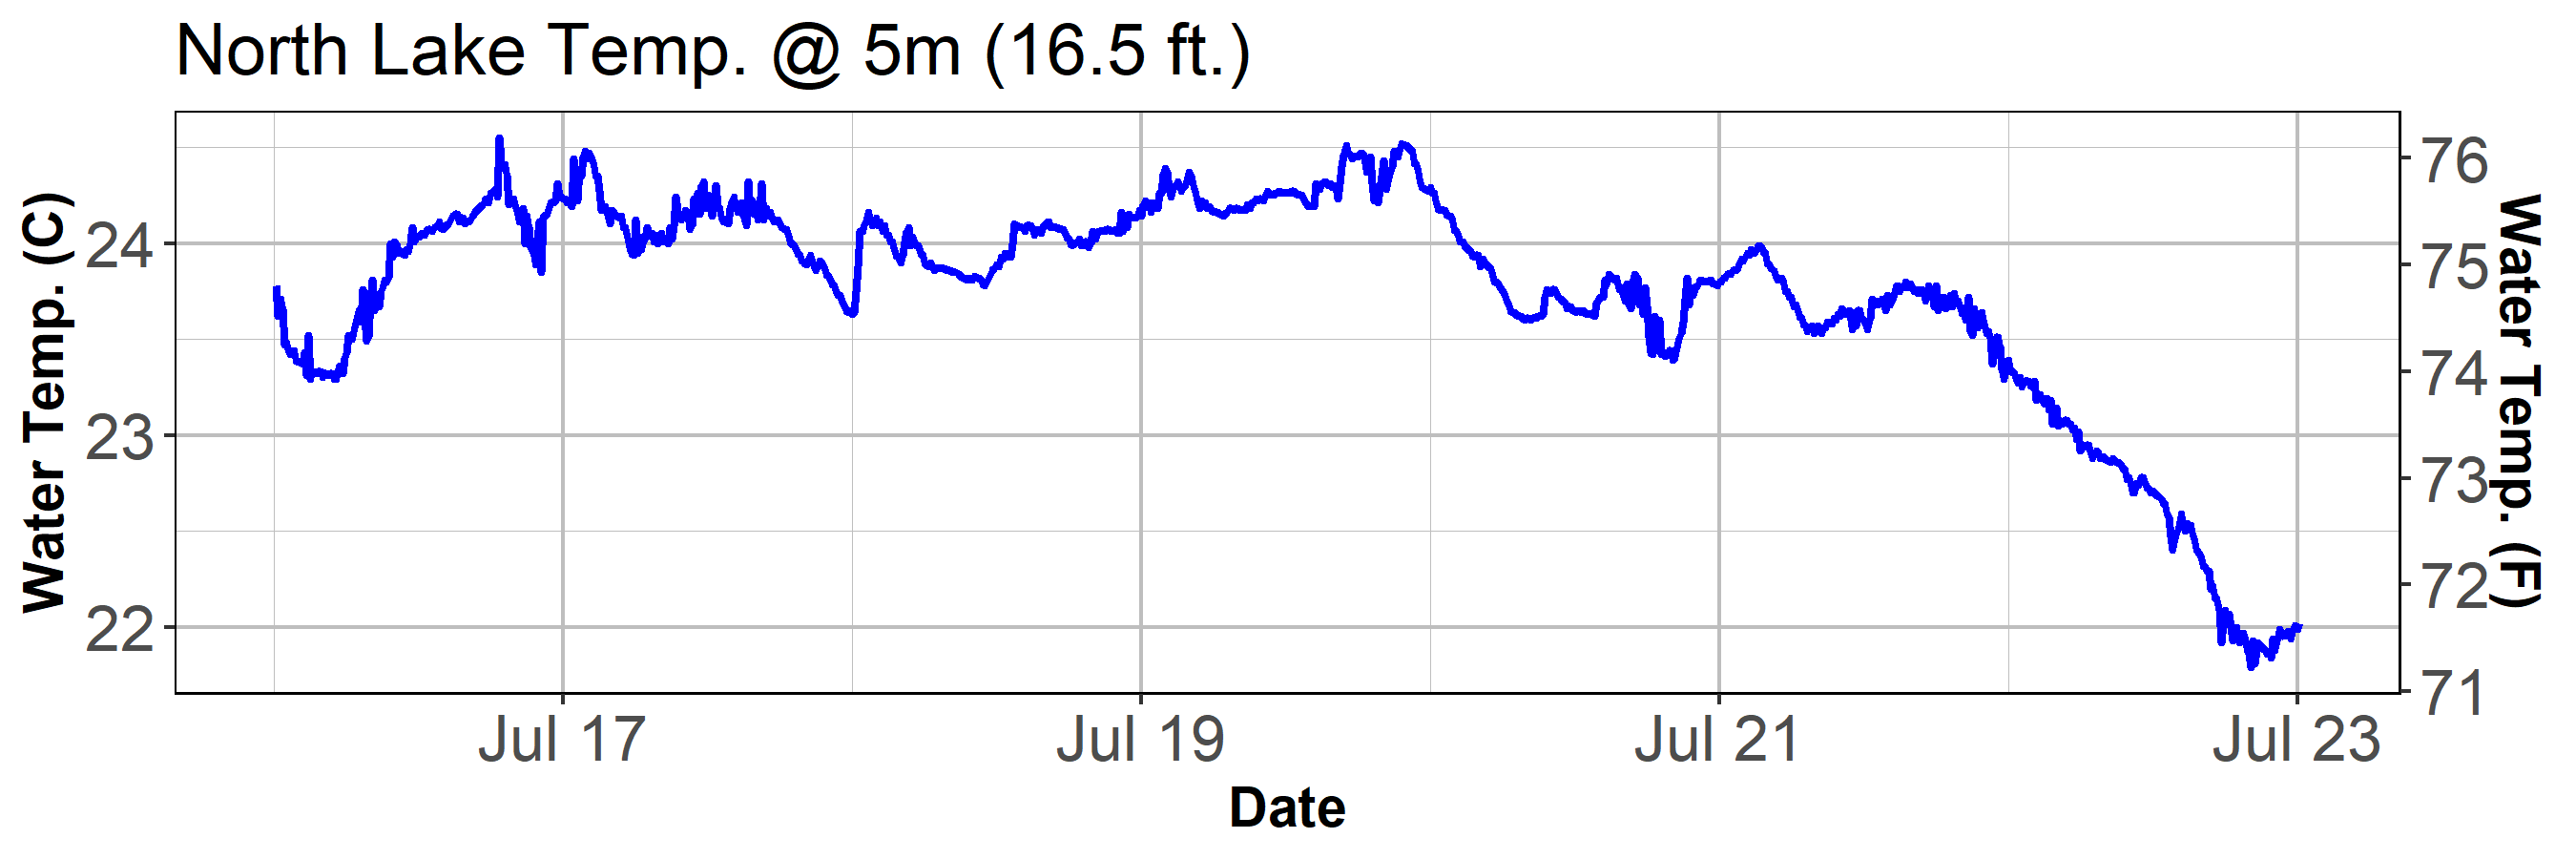 North Lake Temp. @ 5m (16.5 ft.)
Water Temp. (C)
24
23
22
76
75
74
73
72
71
Water Temp. (F)
Jul 17
Jul 19
Jul 21
Jul 23
Date